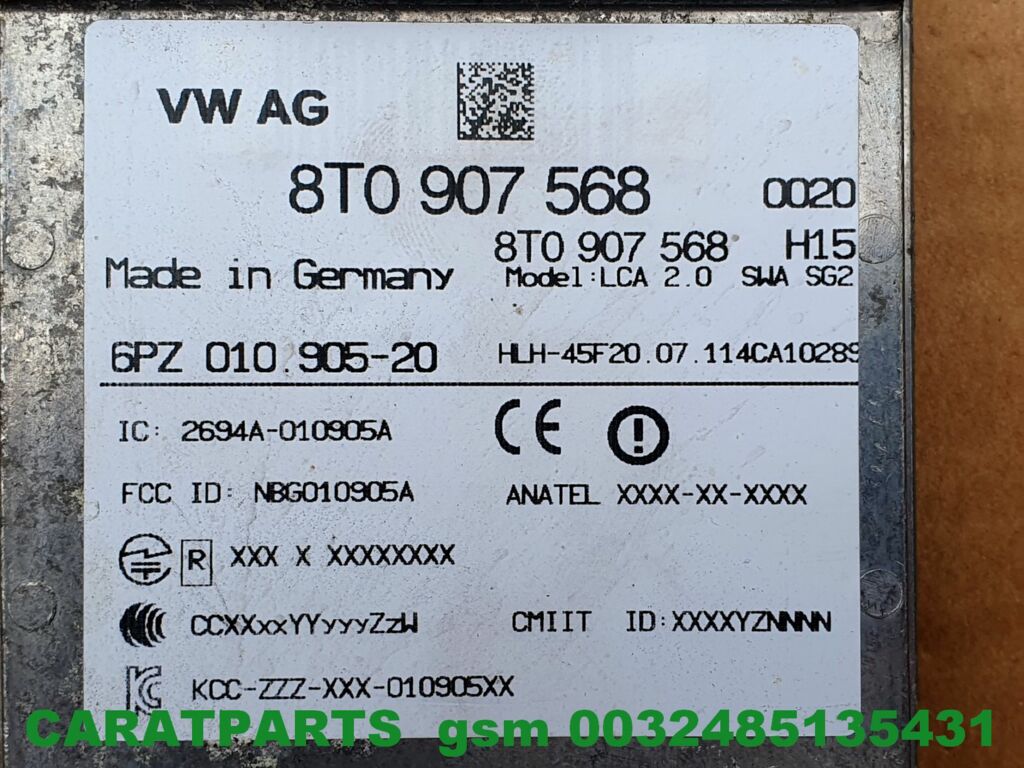 VW AG
8T0 907 568 0020
8T0 907 568 H15
Made in Germany Model:LCA 2.0 SWA SG2
6PZ 010.905-20 HLH-45F20.07.114CA10289
IC: 2694A-010905A CE
FCC ID: NBG010905A ANATEL XXXX-XX-XXXX
R XXX X XXXXXXXX
CCXXxxYYyyyZzW CMIIT ID:XXXXYZNNNN
KCC-ZZZ-XXX-010905XX
CARATPARTS gsm 0032485135431